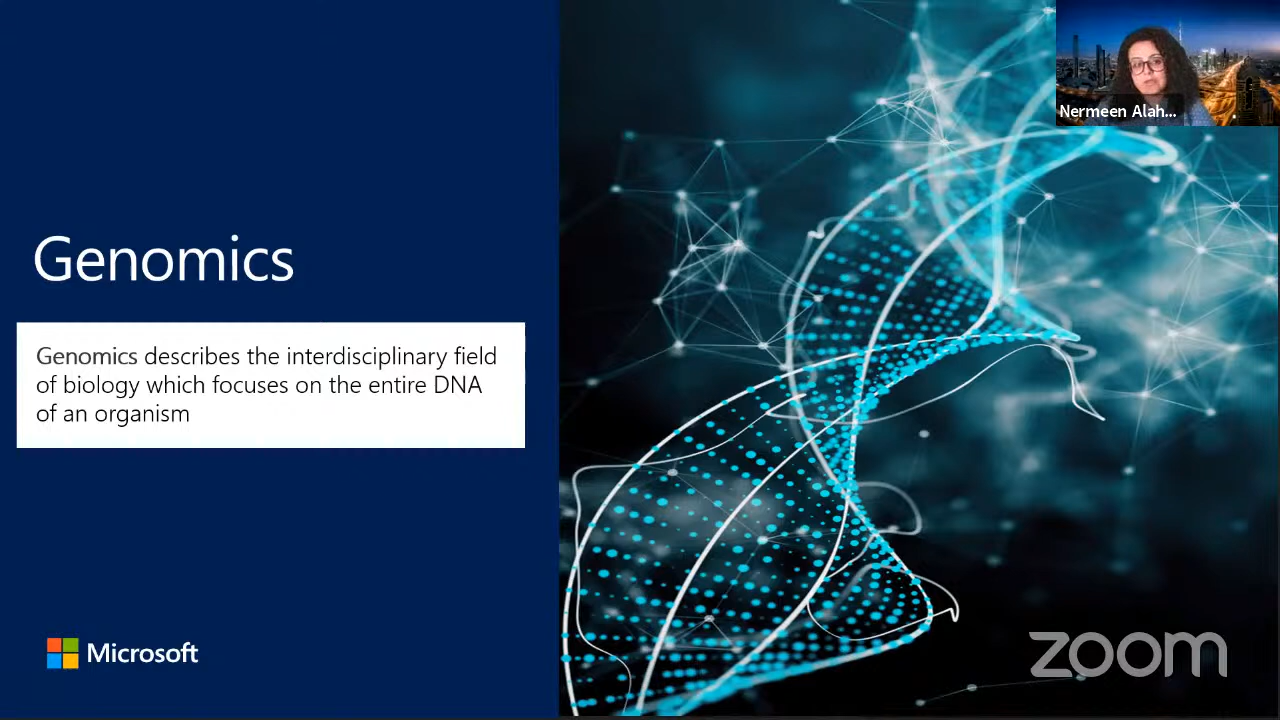 Nermeen Alah...
Genomics
Genomics describes the interdisciplinary field
of biology which focuses on the entire DNA
of an organism
Microsoft
zoom